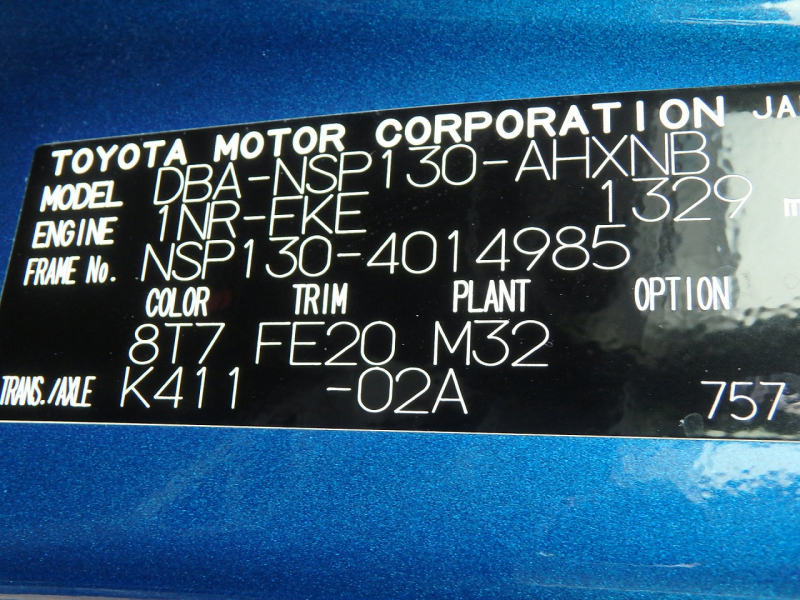 TOYOTA MOTOR CORPORATION JA
MODEL DBA-NSP130-AHXNB
ENGINE 1NR-FKE 1329 m
FRAME No. NSP130-4014985
COLOR TRIM PLANT OPTION
8T7 FE20 M32
TRANS./AXLE K411 -02A 757